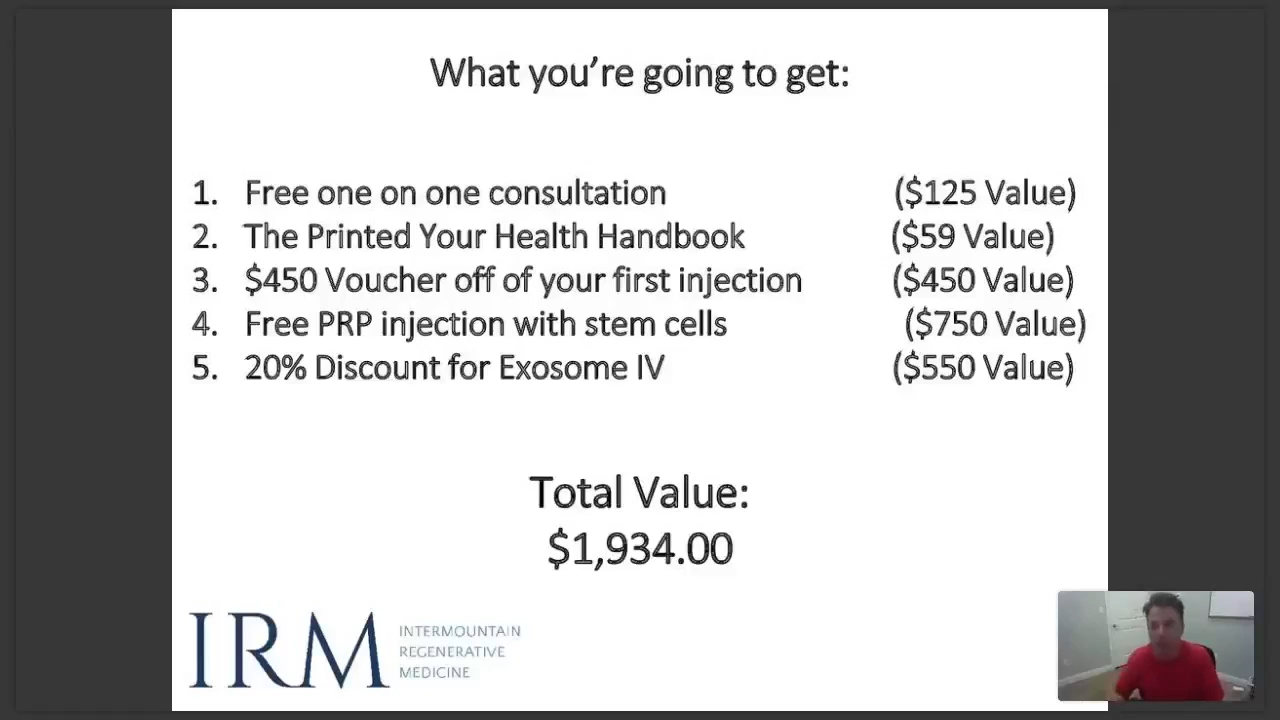 What you’re going to get:
1. Free one on one consultation ($125 Value)
2. The Printed Your Health Handbook ($59 Value)
3. $450 Voucher off of your first injection ($450 Value)
4. Free PRP injection with stem cells ($750 Value)
5. 20% Discount for Exosome IV ($550 Value)
Total Value:
$1,934.00
IRM
INTERMOUNTAIN
REGENERATIVE
MEDICINE